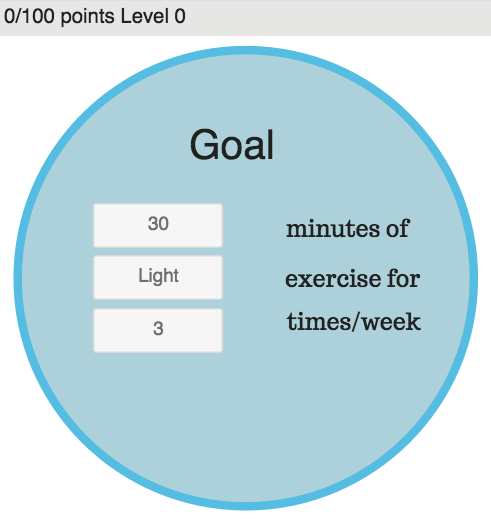 0/100 points Level 0
Goal
30 minutes of
Light exercise for
3 times/week